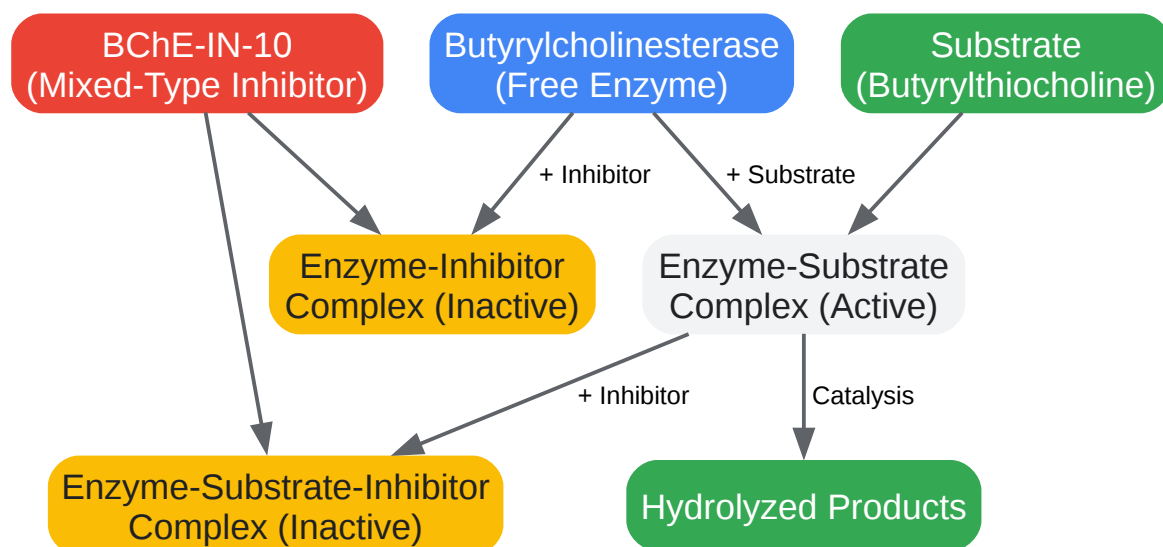 BChE-IN-10
(Mixed-Type Inhibitor)
Butyrylcholinesterase
(Free Enzyme)
Substrate
(Butyrylthiocholine)
+ Inhibitor
+ Substrate
Enzyme-Inhibitor
Complex (Inactive)
Enzyme-Substrate
Complex (Active)
+ Inhibitor
Catalysis
Enzyme-Substrate-Inhibitor
Complex (Inactive)
Hydrolyzed Products